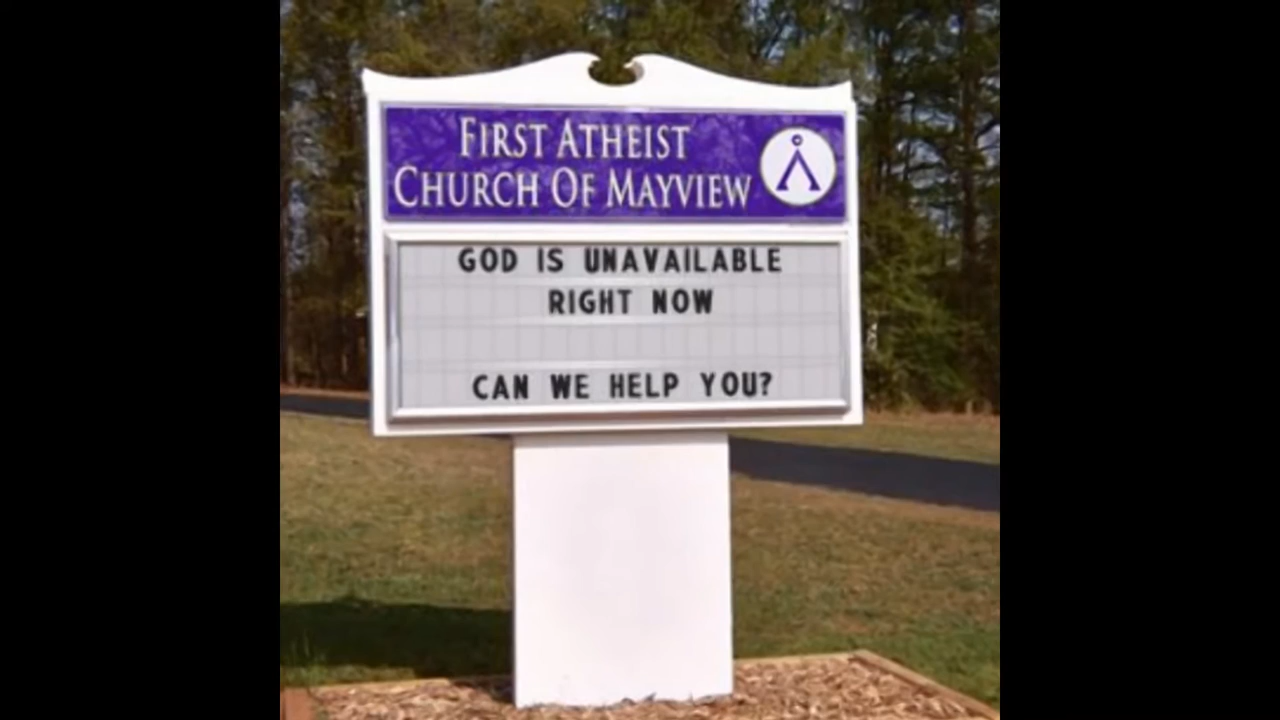 FIRST ATHEIST
CHURCH OF MAYVIEW
GOD IS UNAVAILABLE
RIGHT NOW
CAN WE HELP YOU?